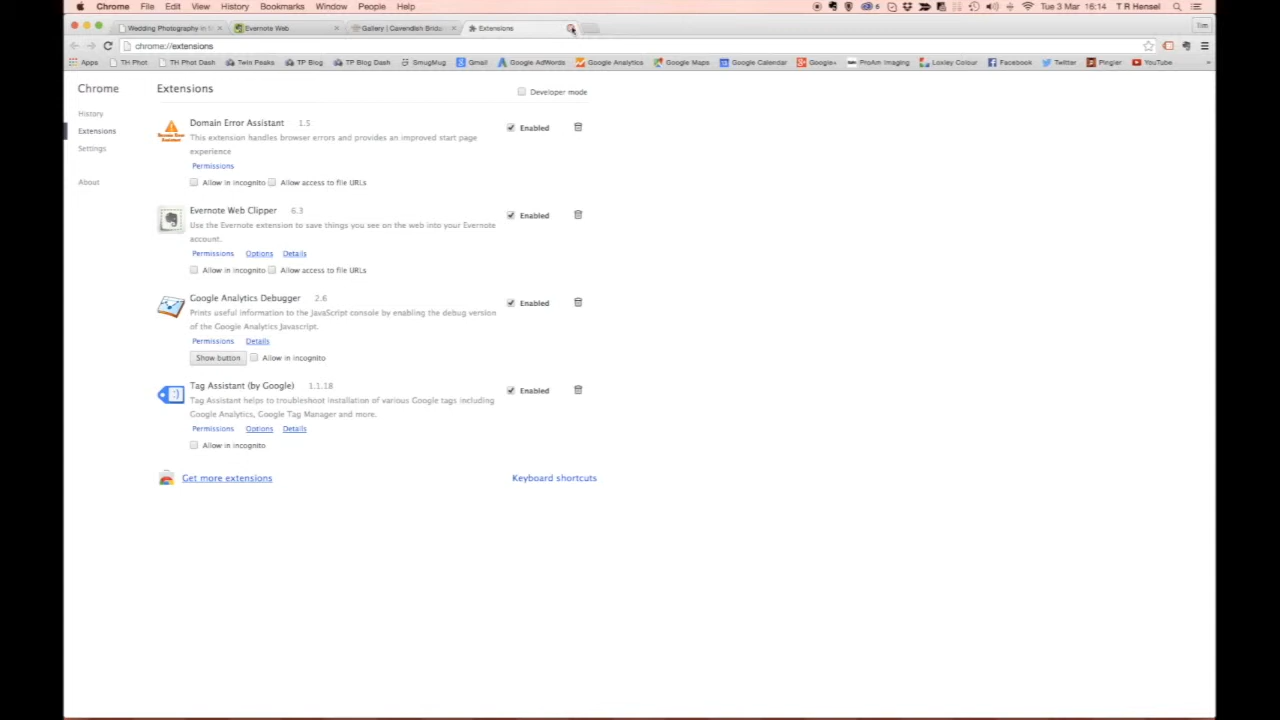 Chrome File Edit View History Bookmarks Window People Help 6 Tue 3 Mar 16:14 T R Hensel
Wedding Photography in Evernote Web Gallery | Cavendish Bridal Extensions Tim
chrome://extensions
Apps TH Phot TH Phot Dash Twin Peaks TP Blog TP Blog Dash SmugMug Gmail Google AdWords Google Analytics Google Maps Google Calendar Google+ ProAm Imaging Loxley Colour Facebook Twitter Pingler YouTube »
Chrome
History
Extensions
Settings
About
Extensions
Developer mode
Domain Error Assistant 1.5
Enabled
This extension handles browser errors and provides an improved start page
experience
Permissions
Allow in incognito Allow access to file URLs
Evernote Web Clipper 6.3
Enabled
Use the Evernote extension to save things you see on the web into your Evernote
account.
Permissions Options Details
Allow in incognito Allow access to file URLs
Google Analytics Debugger 2.6
Enabled
Prints useful information to the JavaScript console by enabling the debug version
of the Google Analytics Javascript.
Permissions Details
Show button Allow in incognito
Tag Assistant (by Google) 1.1.18
Enabled
Tag Assistant helps to troubleshoot installation of various Google tags including
Google Analytics, Google Tag Manager and more.
Permissions Options Details
Allow in incognito
Get more extensions Keyboard shortcuts